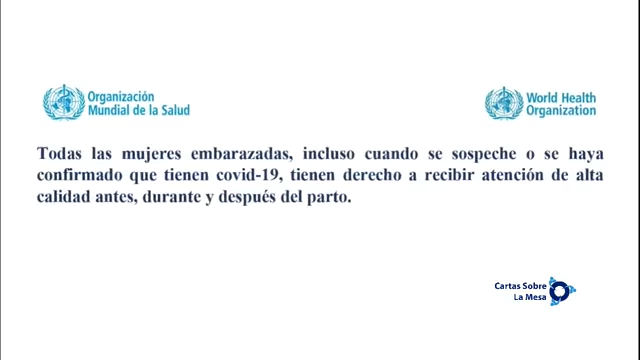 Organización
Mundial de la Salud
World Health
Organization
Todas las mujeres embarazadas, incluso cuando se sospeche o se haya
confirmado que tienen covid-19, tienen derecho a recibir atención de alta
calidad antes, durante y después del parto.
Cartas Sobre
La Mesa